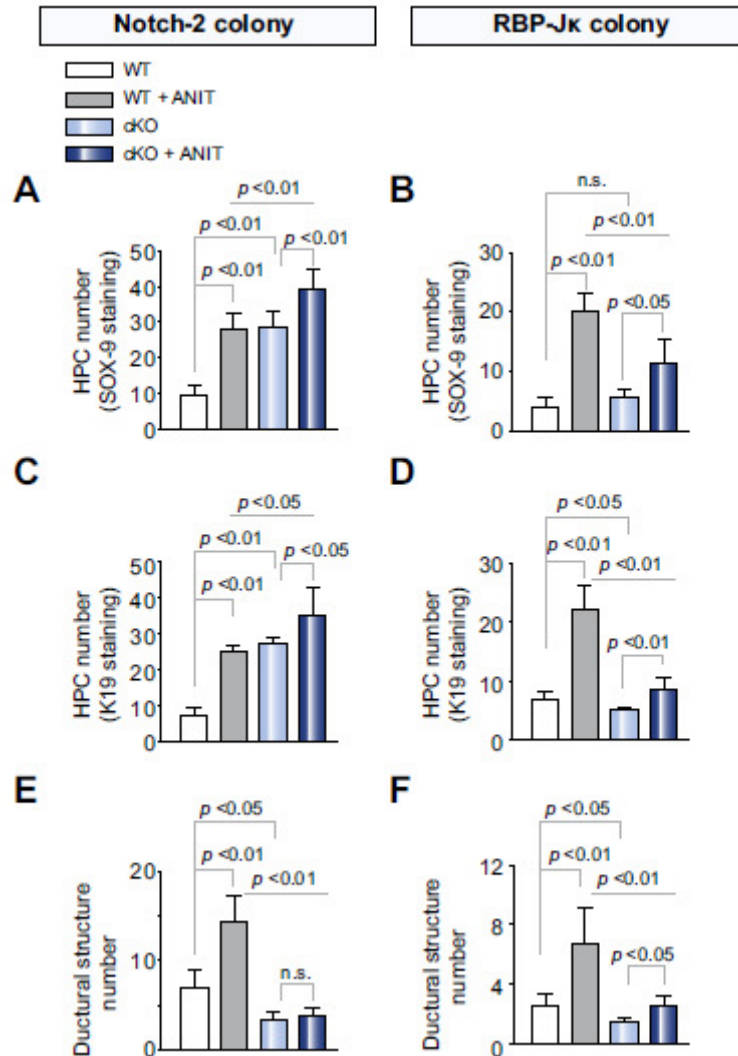 Notch-2 colony
RBP-Jκ colony
WT
WT + ANIT
cKO
cKO + ANIT
A
p <0.01
p <0.01
p <0.01
p <0.01
50
40
30
20
10
0
HPC number
(SOX-9 staining)
B
n.s.
p <0.01
p <0.01
p <0.05
30
20
10
0
HPC number
(SOX-9 staining)
C
p <0.05
p <0.01
p <0.05
p <0.01
50
40
30
20
10
0
HPC number
(K19 staining)
D
p <0.05
p <0.01
p <0.01
p <0.01
30
20
10
0
HPC number
(K19 staining)
E
p <0.05
p <0.01
p <0.01
n.s.
20
10
5
0
Ductural structure
number
F
p <0.05
p <0.01
p <0.01
p <0.05
12
8
4
0
Ductural structure
number